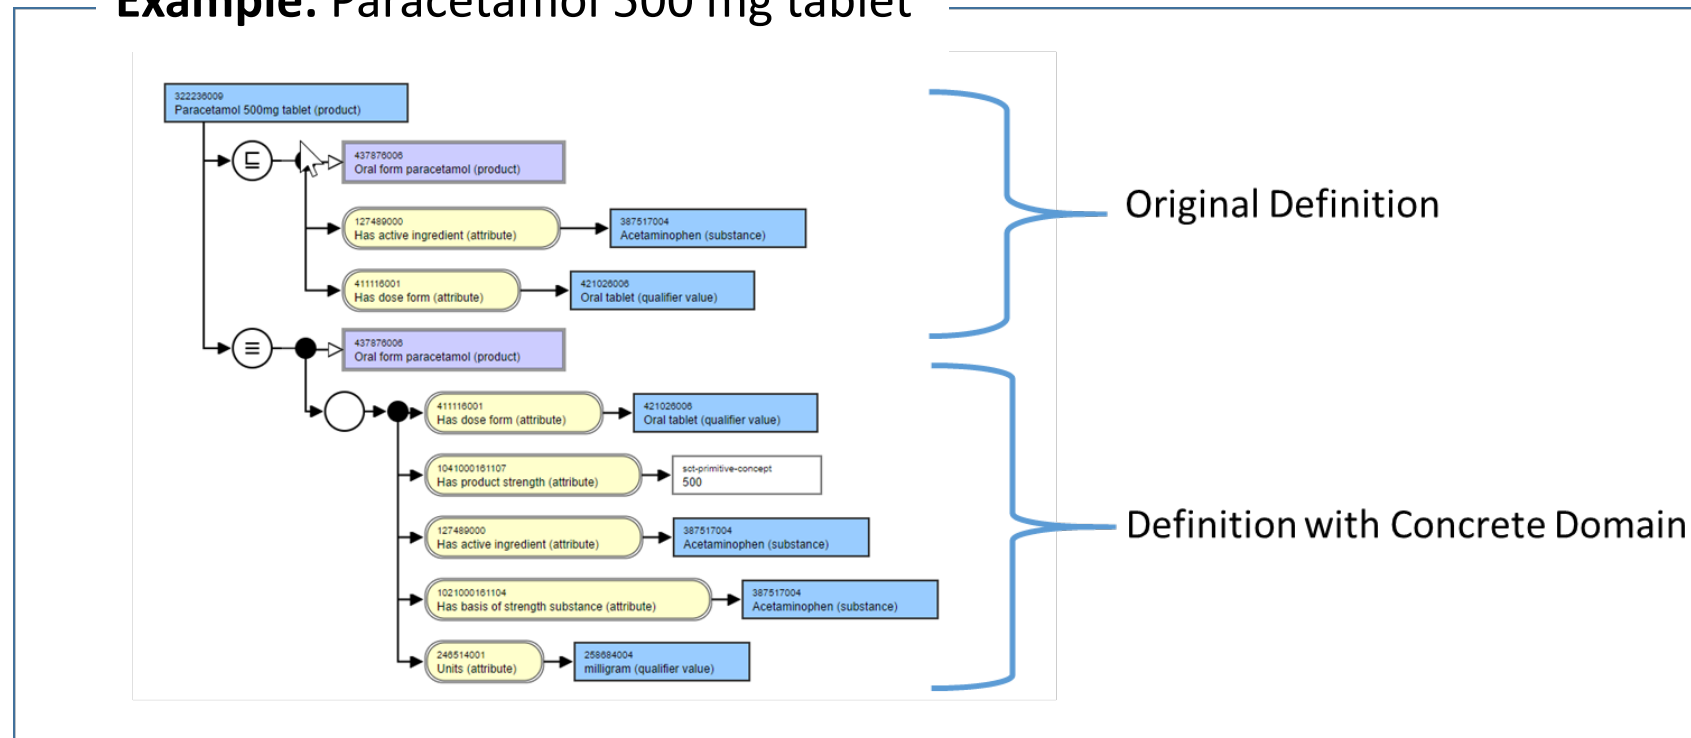 Example: Paracetamol 500 mg tablet
322236009
Paracetamol 500mg tablet (product)
⊑
437876006
Oral form paracetamol (product)
127489000
Has active ingredient (attribute)
387517004
Acetaminophen (substance)
411116001
Has dose form (attribute)
421026006
Oral tablet (qualifier value)
Original Definition
≡
437876006
Oral form paracetamol (product)
411116001
Has dose form (attribute)
421026006
Oral tablet (qualifier value)
1041000161107
Has product strength (attribute)
sct-primitive-concept
500
127489000
Has active ingredient (attribute)
387517004
Acetaminophen (substance)
1021000161104
Has basis of strength substance (attribute)
387517004
Acetaminophen (substance)
246514001
Units (attribute)
258684004
milligram (qualifier value)
Definition with Concrete Domain